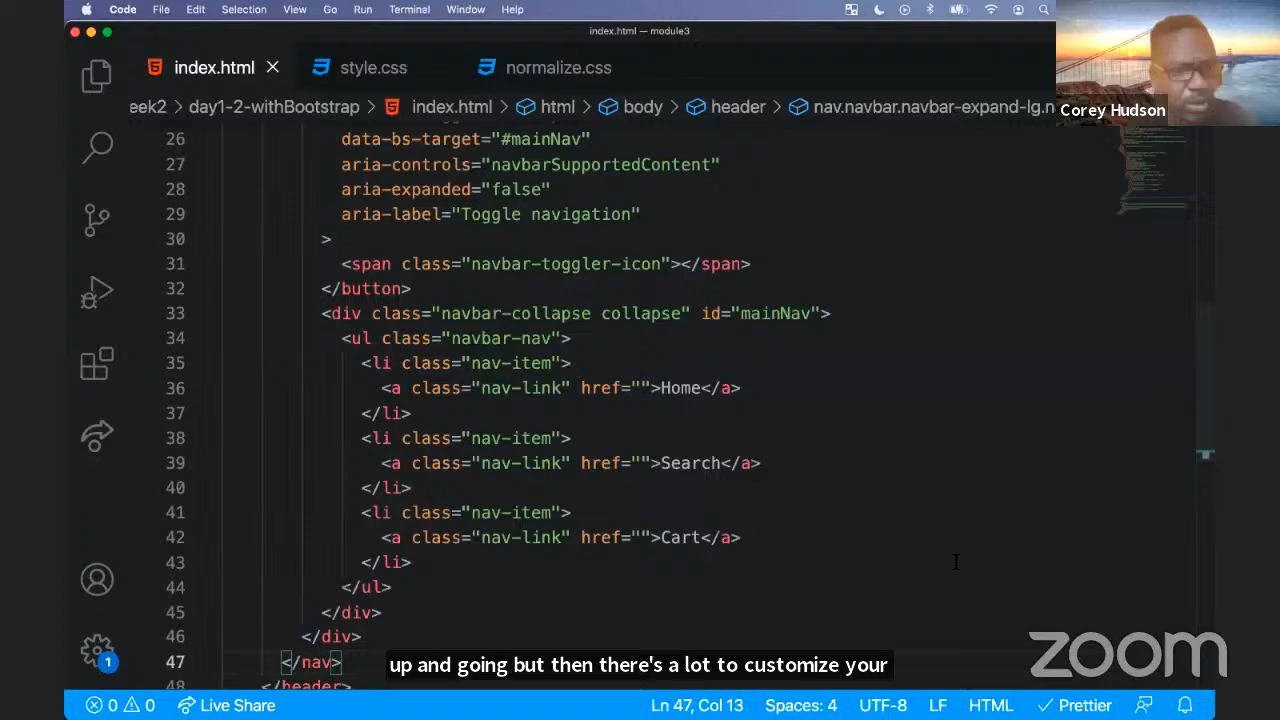 Code File Edit Selection View Go Run Terminal Window Help
index.html — module3
index.html style.css normalize.css
Corey Hudson
eek2 > day1-2-withBootstrap > index.html > html > body > header > nav.navbar.navbar-expand-lg.n
26 data-bs-target="#mainNav"
27 aria-controls="navbarSupportedContent"
28 aria-expanded="false"
29 aria-label="Toggle navigation"
30 >
31 <span class="navbar-toggler-icon"></span>
32 </button>
33 <div class="navbar-collapse collapse" id="mainNav">
34 <ul class="navbar-nav">
35 <li class="nav-item">
36 <a class="nav-link" href="">Home</a>
37 </li>
38 <li class="nav-item">
39 <a class="nav-link" href="">Search</a>
40 </li>
41 <li class="nav-item">
42 <a class="nav-link" href="">Cart</a>
43 </li>
44 </ul>
45 </div>
46 </div>
47 </nav>
48 </header>
up and going but then there's a lot to customize your
zoom
1
0 0 Live Share Ln 47, Col 13 Spaces: 4 UTF-8 LF HTML Prettier